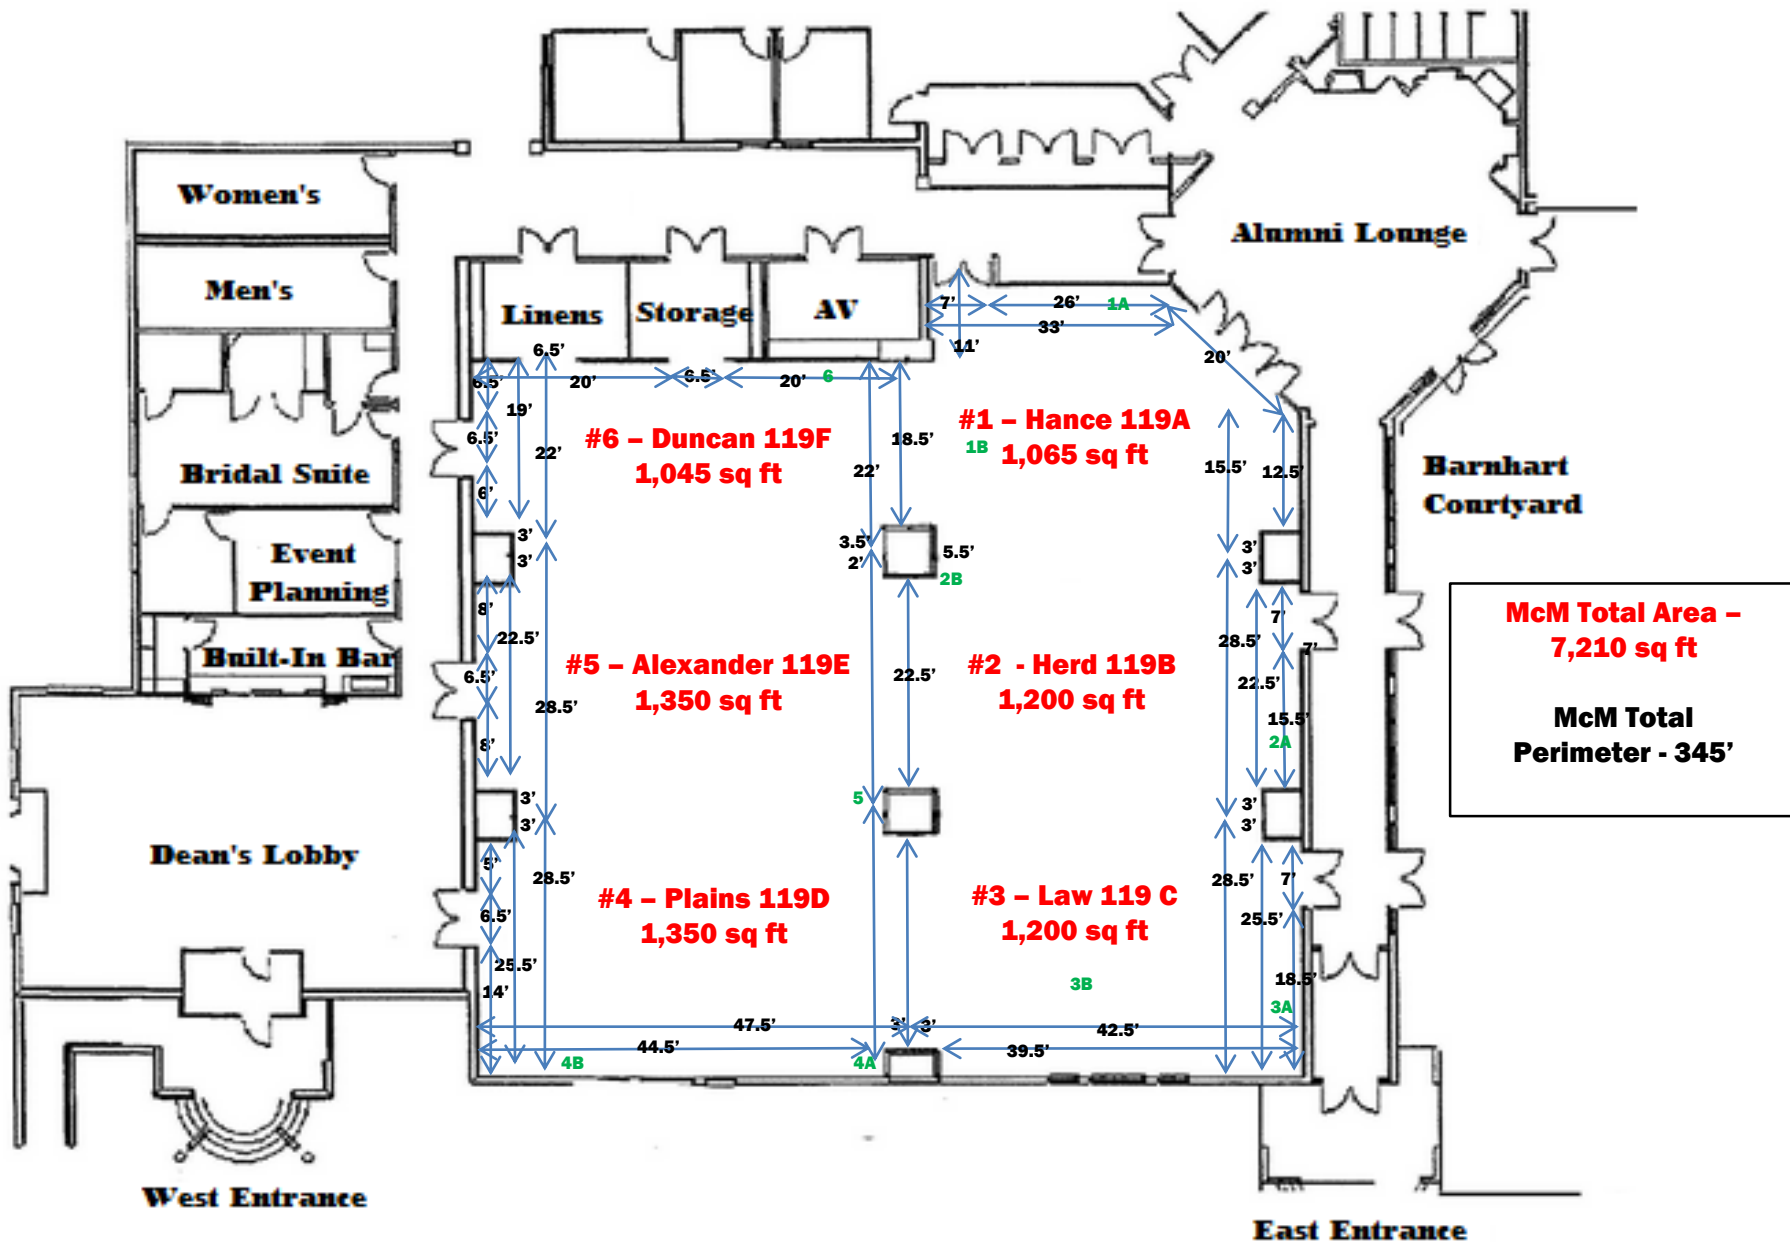 Women's
Men's
Bridal Suite
Event
Planning
Built-In Bar
Dean's Lobby
West Entrance
East Entrance
Alumni Lounge
Barnhart
Courtyard
Linens
Storage
AV
7'
26'
1A
33'
11'
20'
6.5'
6.5'
20'
6.5'
20'
6
19'
6.5'
22'
6'
#6 – Duncan 119F
1,045 sq ft
18.5'
22'
#1 – Hance 119A
1B
1,065 sq ft
15.5'
12.5'
3'
3'
3.5'
2'
5.5'
2B
3'
3'
8'
22.5'
6.5'
28.5'
8'
#5 – Alexander 119E
1,350 sq ft
22.5'
#2 - Herd 119B
1,200 sq ft
28.5'
7'
7'
22.5'
15.5'
2A
McM Total Area –
7,210 sq ft
McM Total
Perimeter - 345'
3'
3'
5
3'
3'
5'
28.5'
6.5'
25.5'
14'
#4 – Plains 119D
1,350 sq ft
#3 – Law 119 C
1,200 sq ft
28.5'
7'
25.5'
18.5'
3B
3A
47.5'
3'
3'
42.5'
44.5'
39.5'
4B
4A